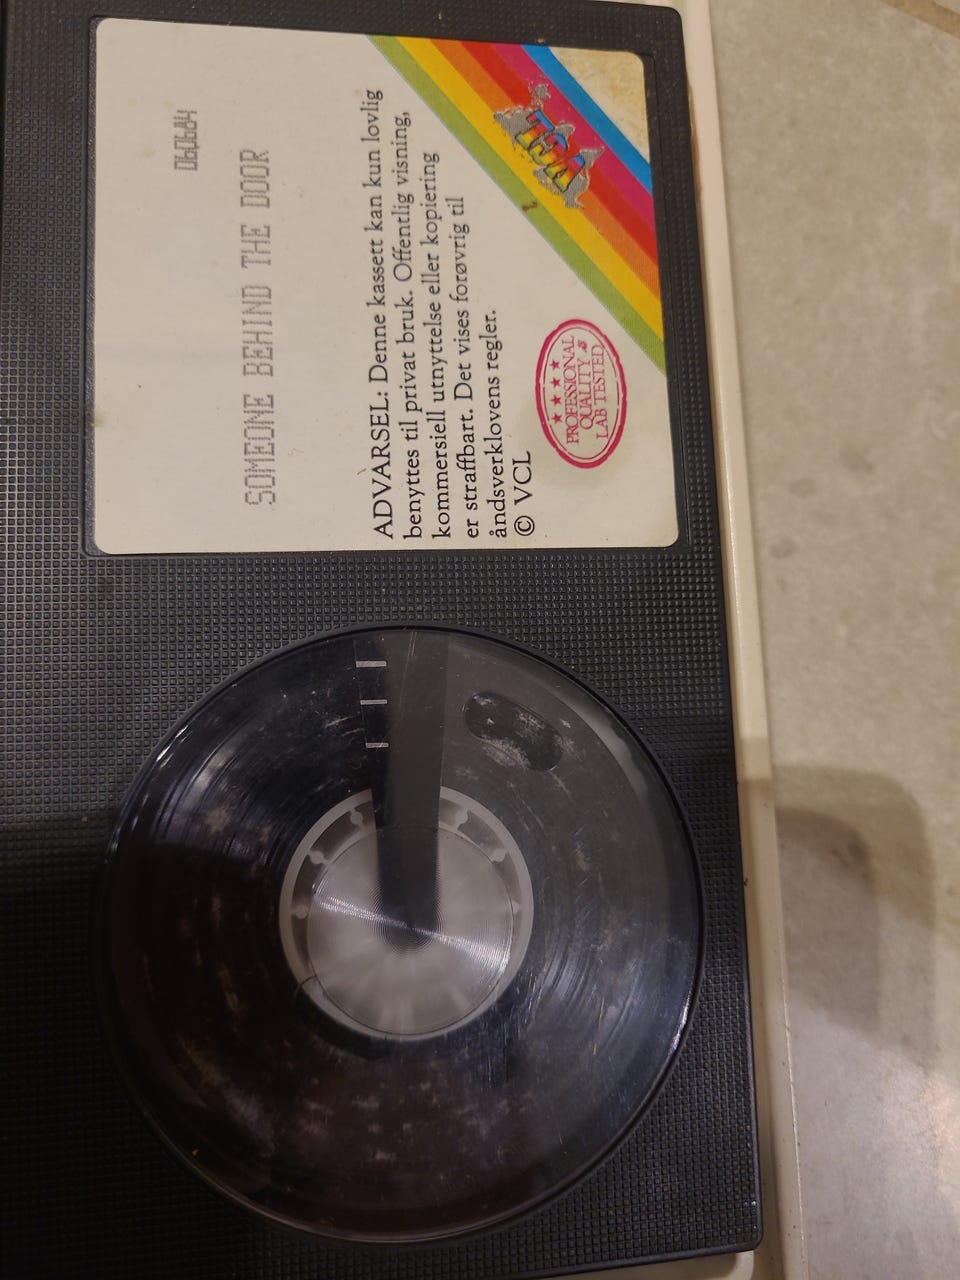 060684
SOMEONE BEHIND THE DOOR
ADVARSEL: Denne kassett kan kun lovlig
benyttes til privat bruk. Offentlig visning,
kommersiell utnyttelse eller kopiering
er straffbart. Det vises forøvrig til
åndsverklovens regler.
© VCL
PROFESSIONAL
QUALITY &
LAB TESTED
VCL